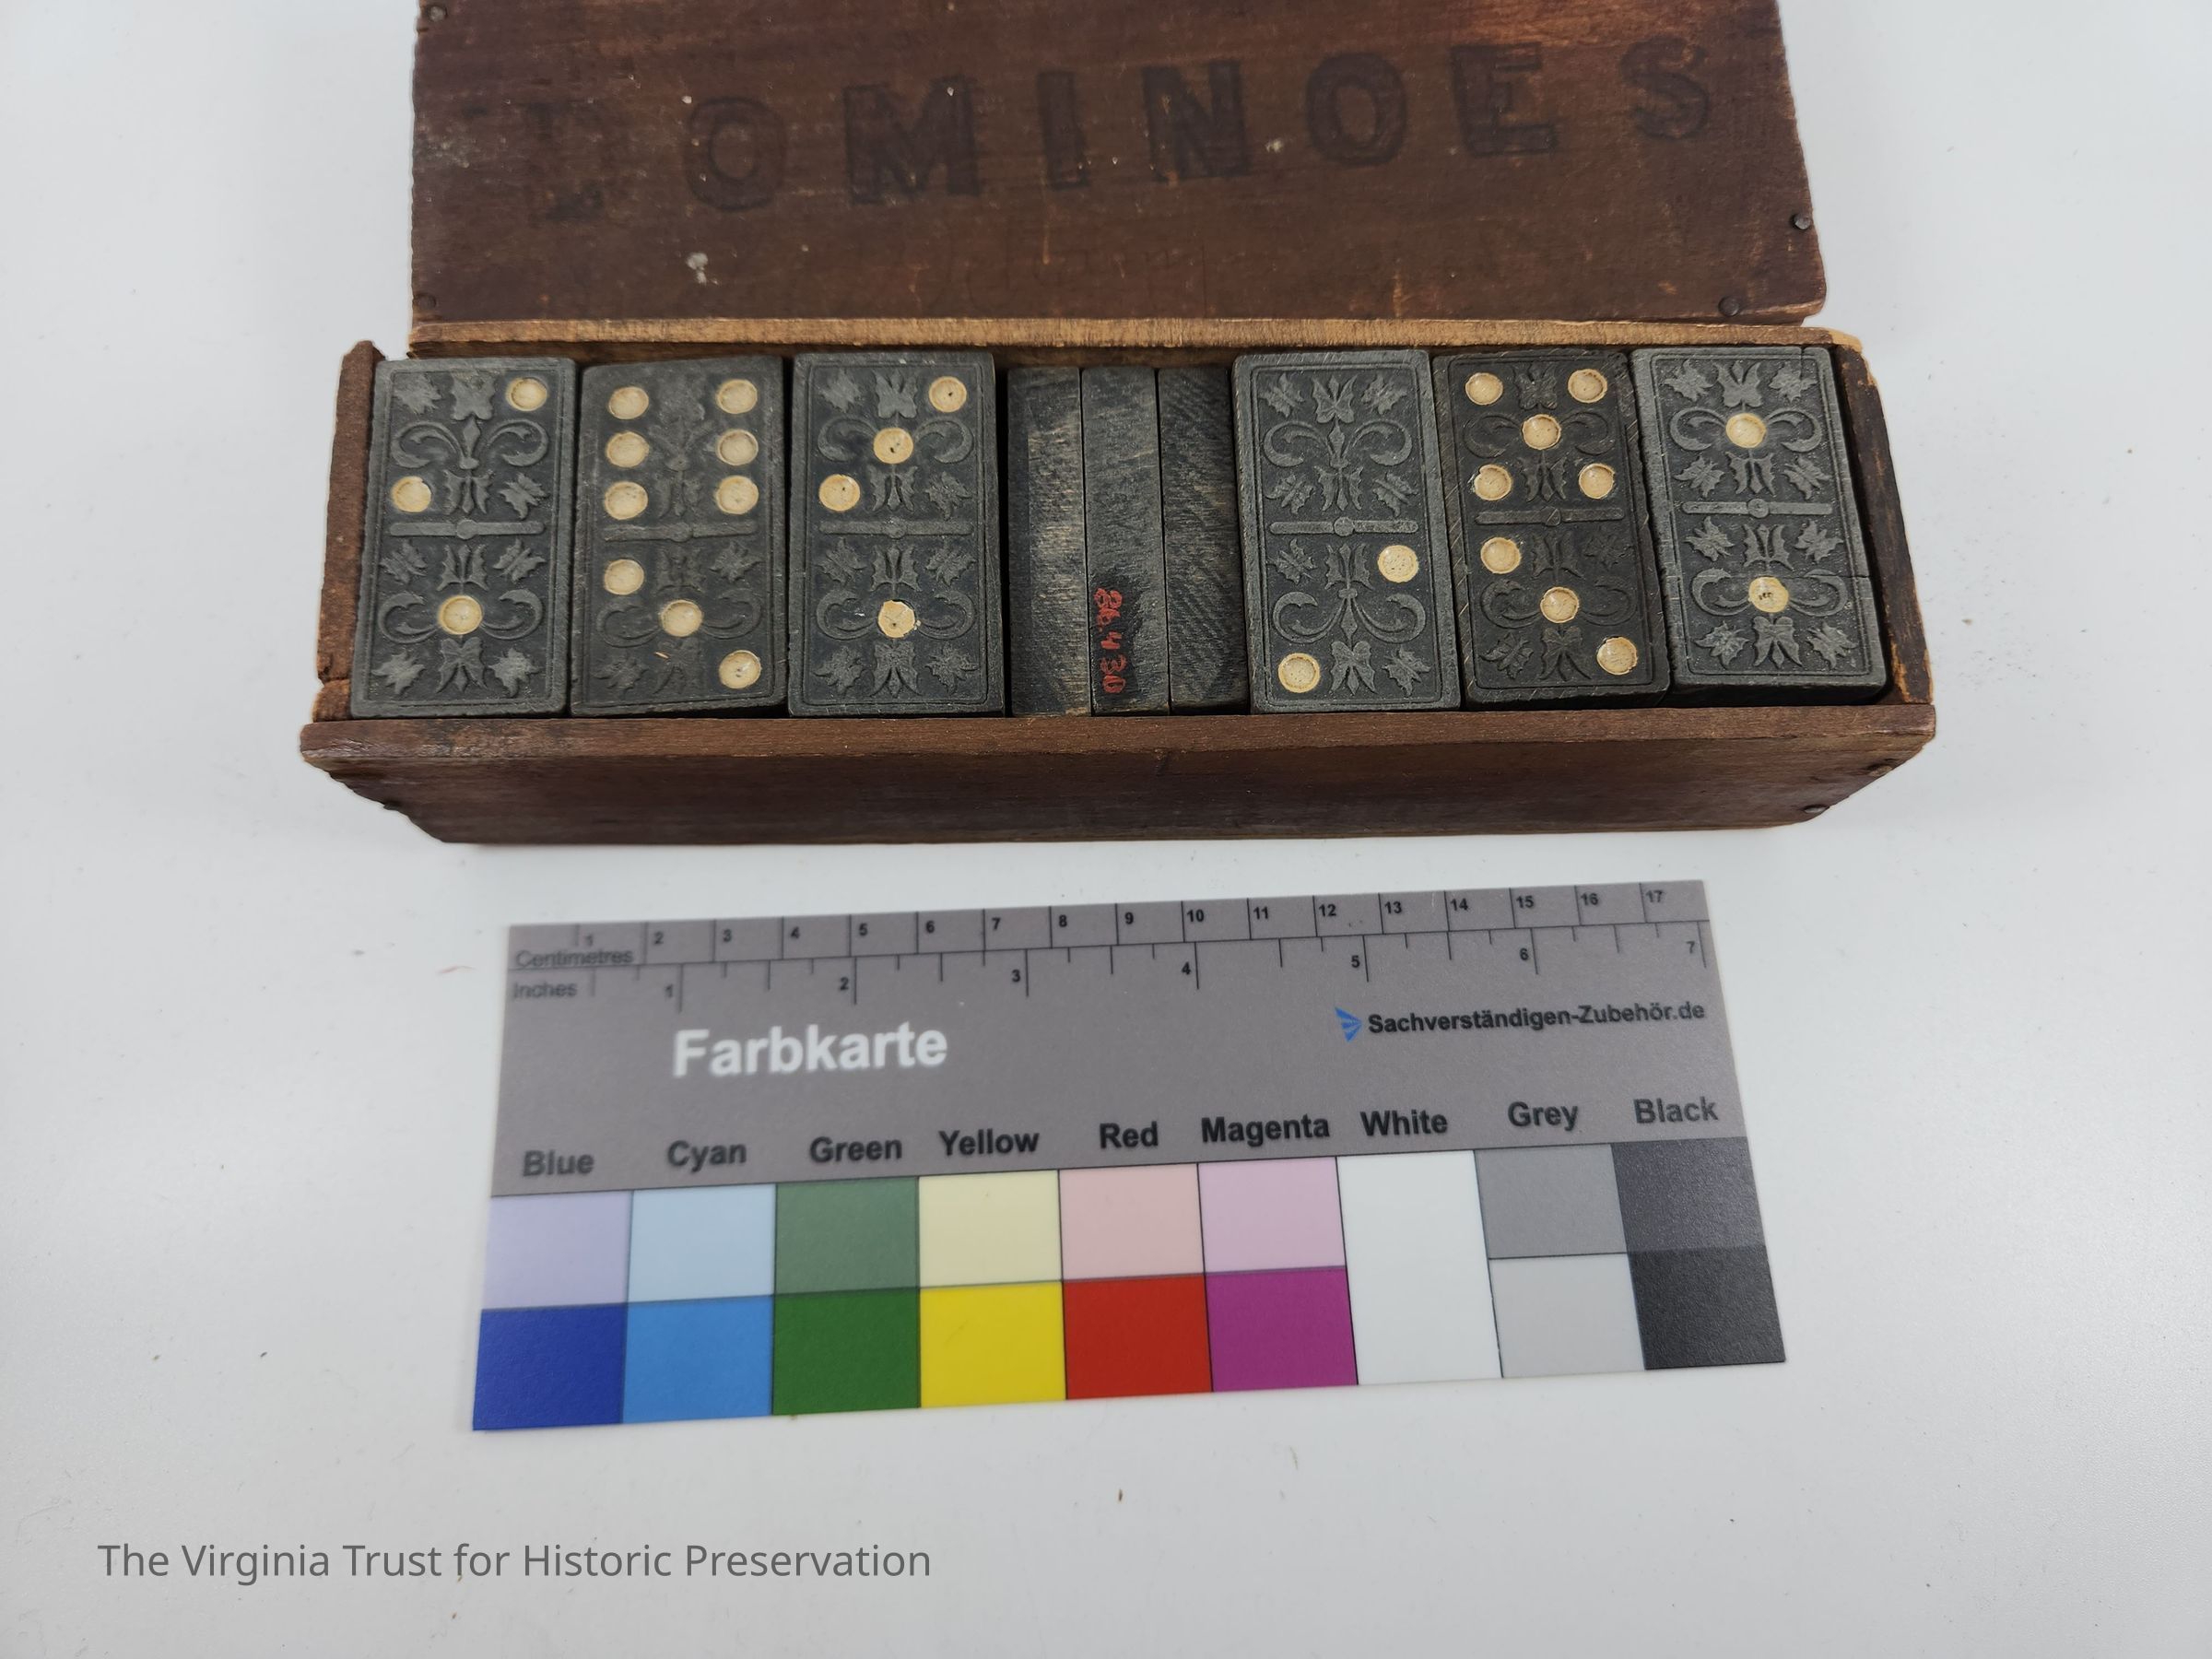 DOMINOES
86.4 30
1 2 3 4 5 6 7 8 9 10 11 12 13 14 15 16 17
Centimetres
Inches 1 2 3 4 5 6 7
Sachverständigen-Zubehör.de
Farbkarte
Blue Cyan Green Yellow Red Magenta White Grey Black
The Virginia Trust for Historic Preservation